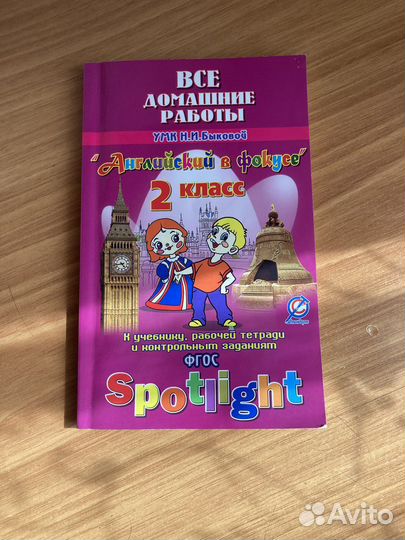 ВСЕ
ДОМАШНИЕ
РАБОТЫ
УМК Н.И.Быковой
"Английский в фокусе"
2 класс
К учебнику, рабочей тетради
и контрольным заданиям
ФГОС
Spotlight
Avito